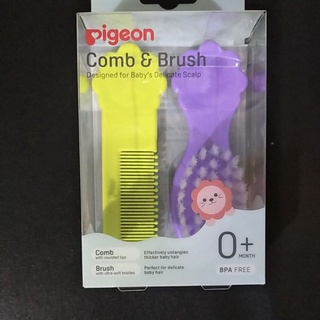 pigeon
Comb & Brush
Designed for Baby's Delicate Scalp
Comb
with rounded tips
Effectively untangles
thicker baby hair
Brush
with ultra-soft bristles
Perfect for delicate
baby hair
0+
MONTH
BPA FREE